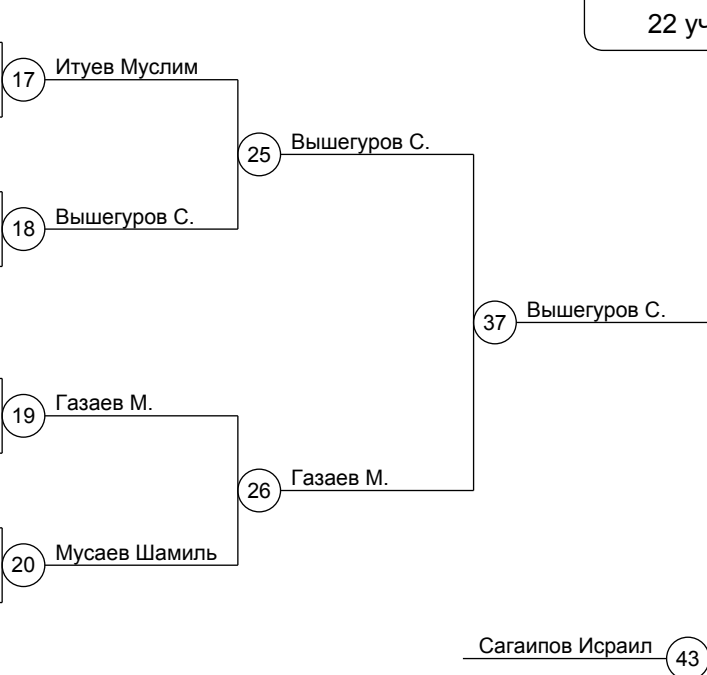 22 уч
17 Итуев Муслим
25 Вышегуров С.
18 Вышегуров С.
37 Вышегуров С.
19 Газаев М.
26 Газаев М.
20 Мусаев Шамиль
Сагаипов Исраил 43